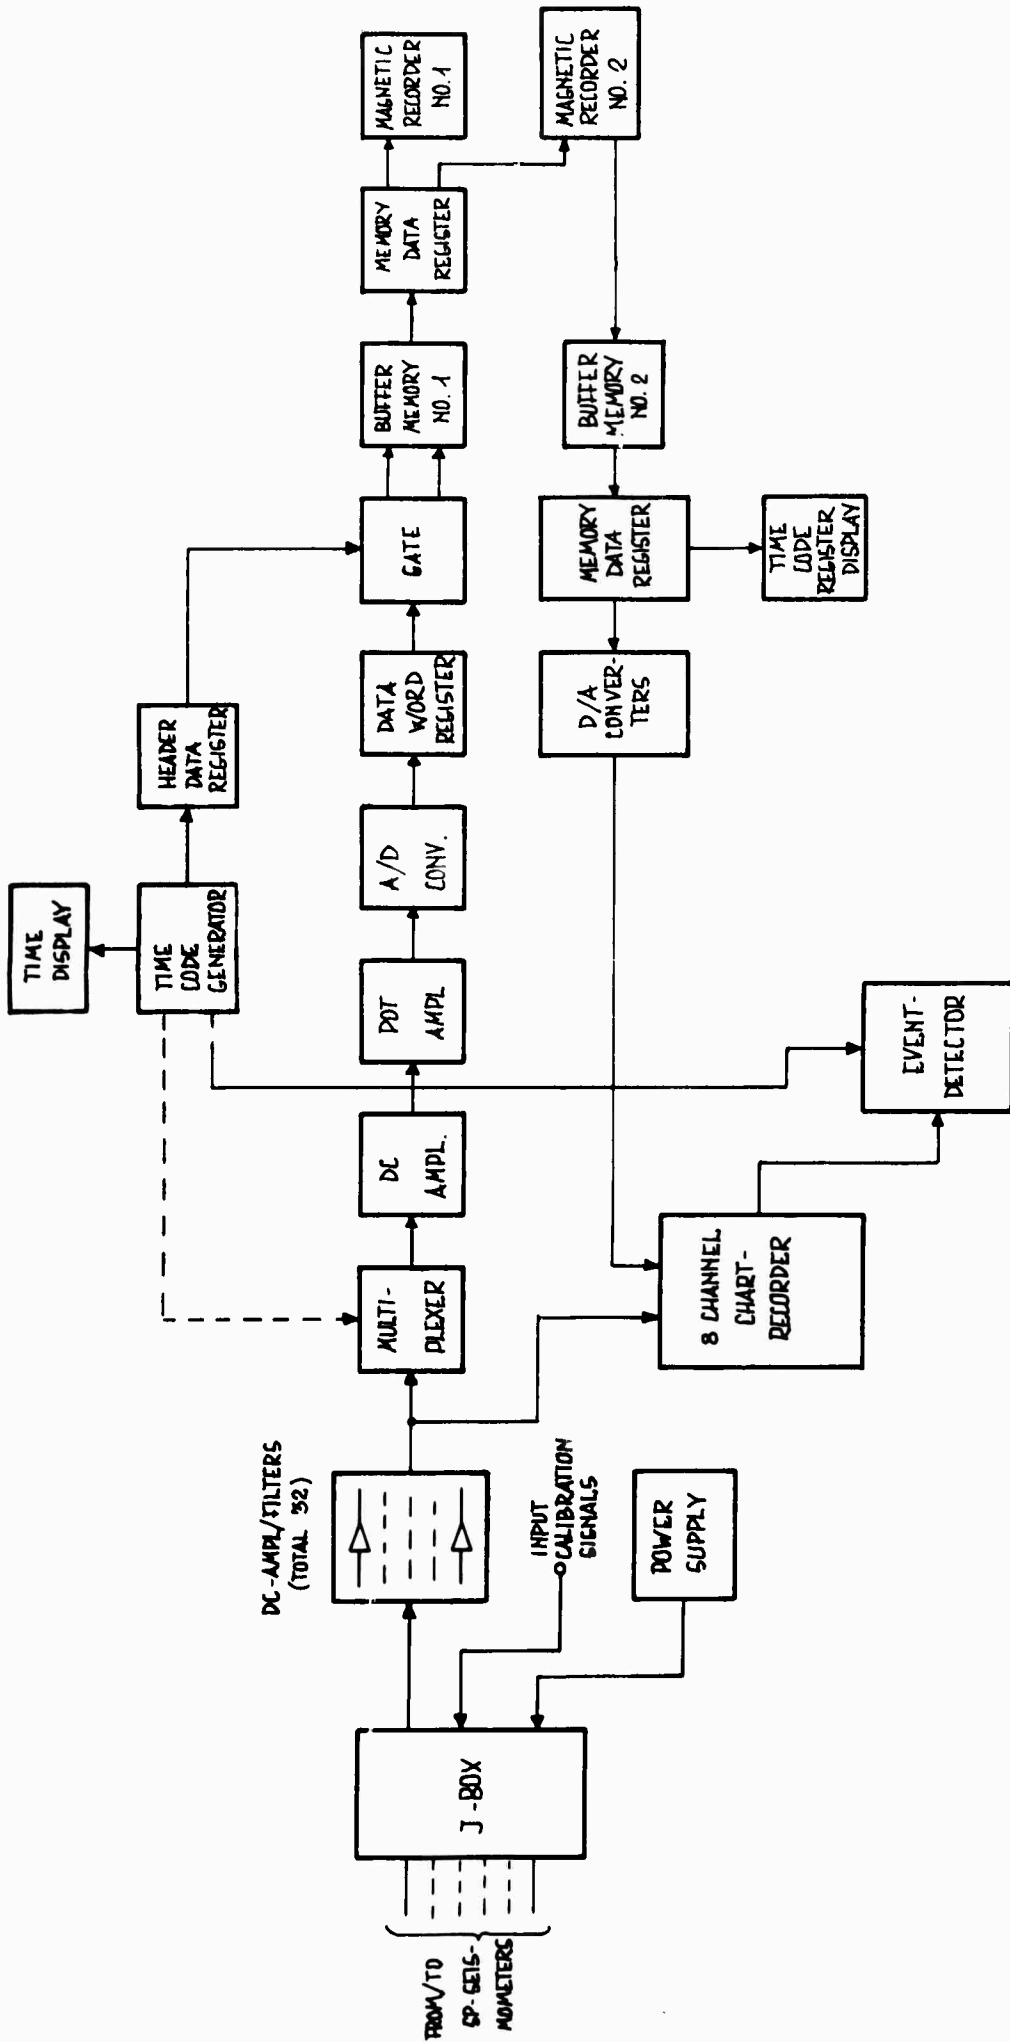 TIME
DISPLAY
TIME
CODE
GENERATOR
HEADER
DATA
REGISTER
FROM/TO
SP-SEIS-
MOMETERS
J-BOX
DC-AMPL/FILTERS
(TOTAL 32)
MULTI-
PLEXER
DC
AMPL.
POT
AMPL
A/D
CONV.
DATA
WORD
REGISTER
GATE
BUFFER
MEMORY
NO. 1
MEMORY
DATA
REGISTER
MAGNETIC
RECORDER
NO. 1
INPUT
CALIBRATION
SIGNALS
POWER
SUPPLY
D/A
CONVER-
TERS
MEMORY
DATA
REGISTER
BUFFER
MEMORY
NO. 2
MAGNETIC
RECORDER
NO. 2
8 CHANNEL
CHART-
RECORDER
EVENT-
DETECTOR
TIME
CODE
REGISTER
DISPLAY